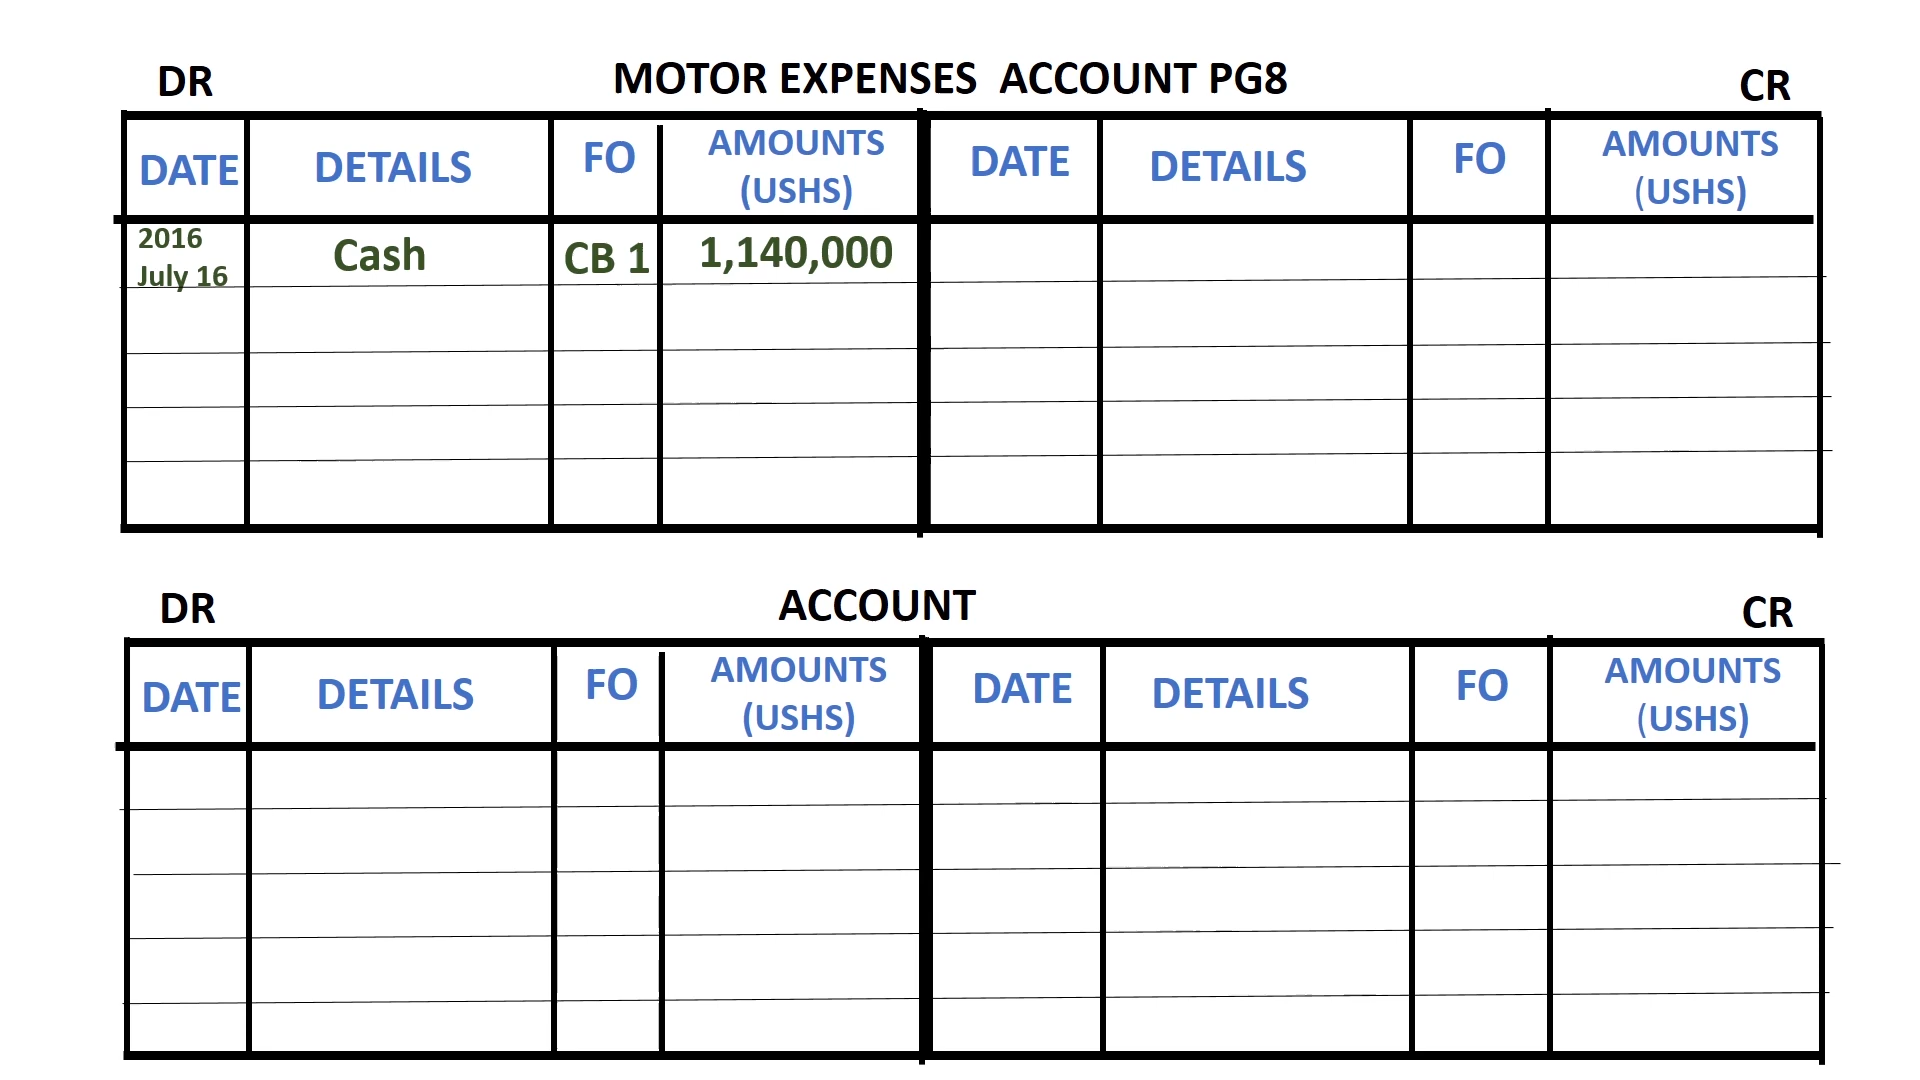 DR MOTOR EXPENSES  ACCOUNT PG8 CR
DATE DETAILS FO AMOUNTS (USHS) DATE DETAILS FO AMOUNTS (USHS)
2016
July 16 Cash CB 1 1,140,000
DR ACCOUNT CR
DATE DETAILS FO AMOUNTS (USHS) DATE DETAILS FO AMOUNTS (USHS)